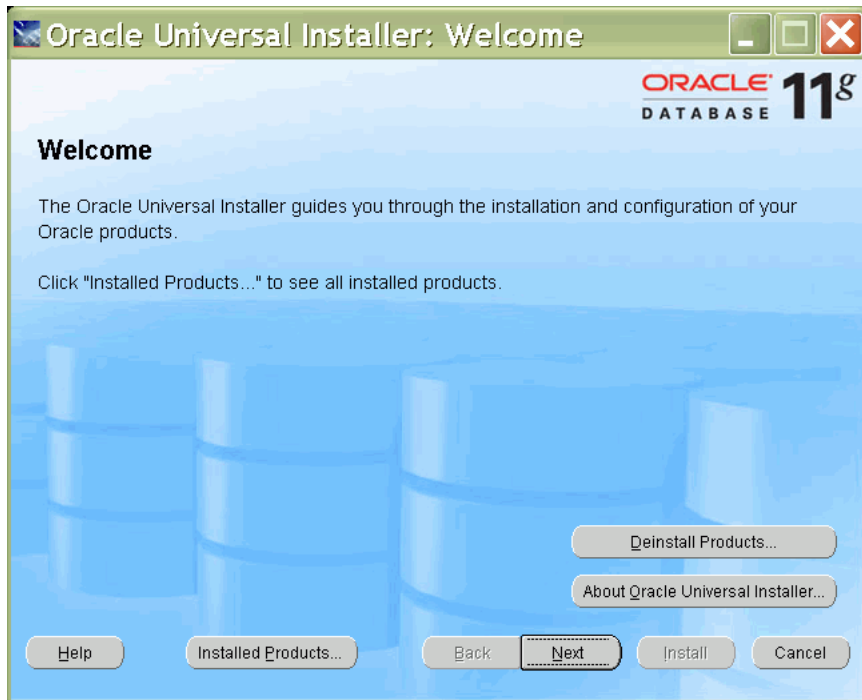 Oracle Universal Installer: Welcome
ORACLE 11g
DATABASE
Welcome
The Oracle Universal Installer guides you through the installation and configuration of your
Oracle products.
Click "Installed Products..." to see all installed products.
Deinstall Products...
About Oracle Universal Installer...
Help Installed Products... Back Next Install Cancel